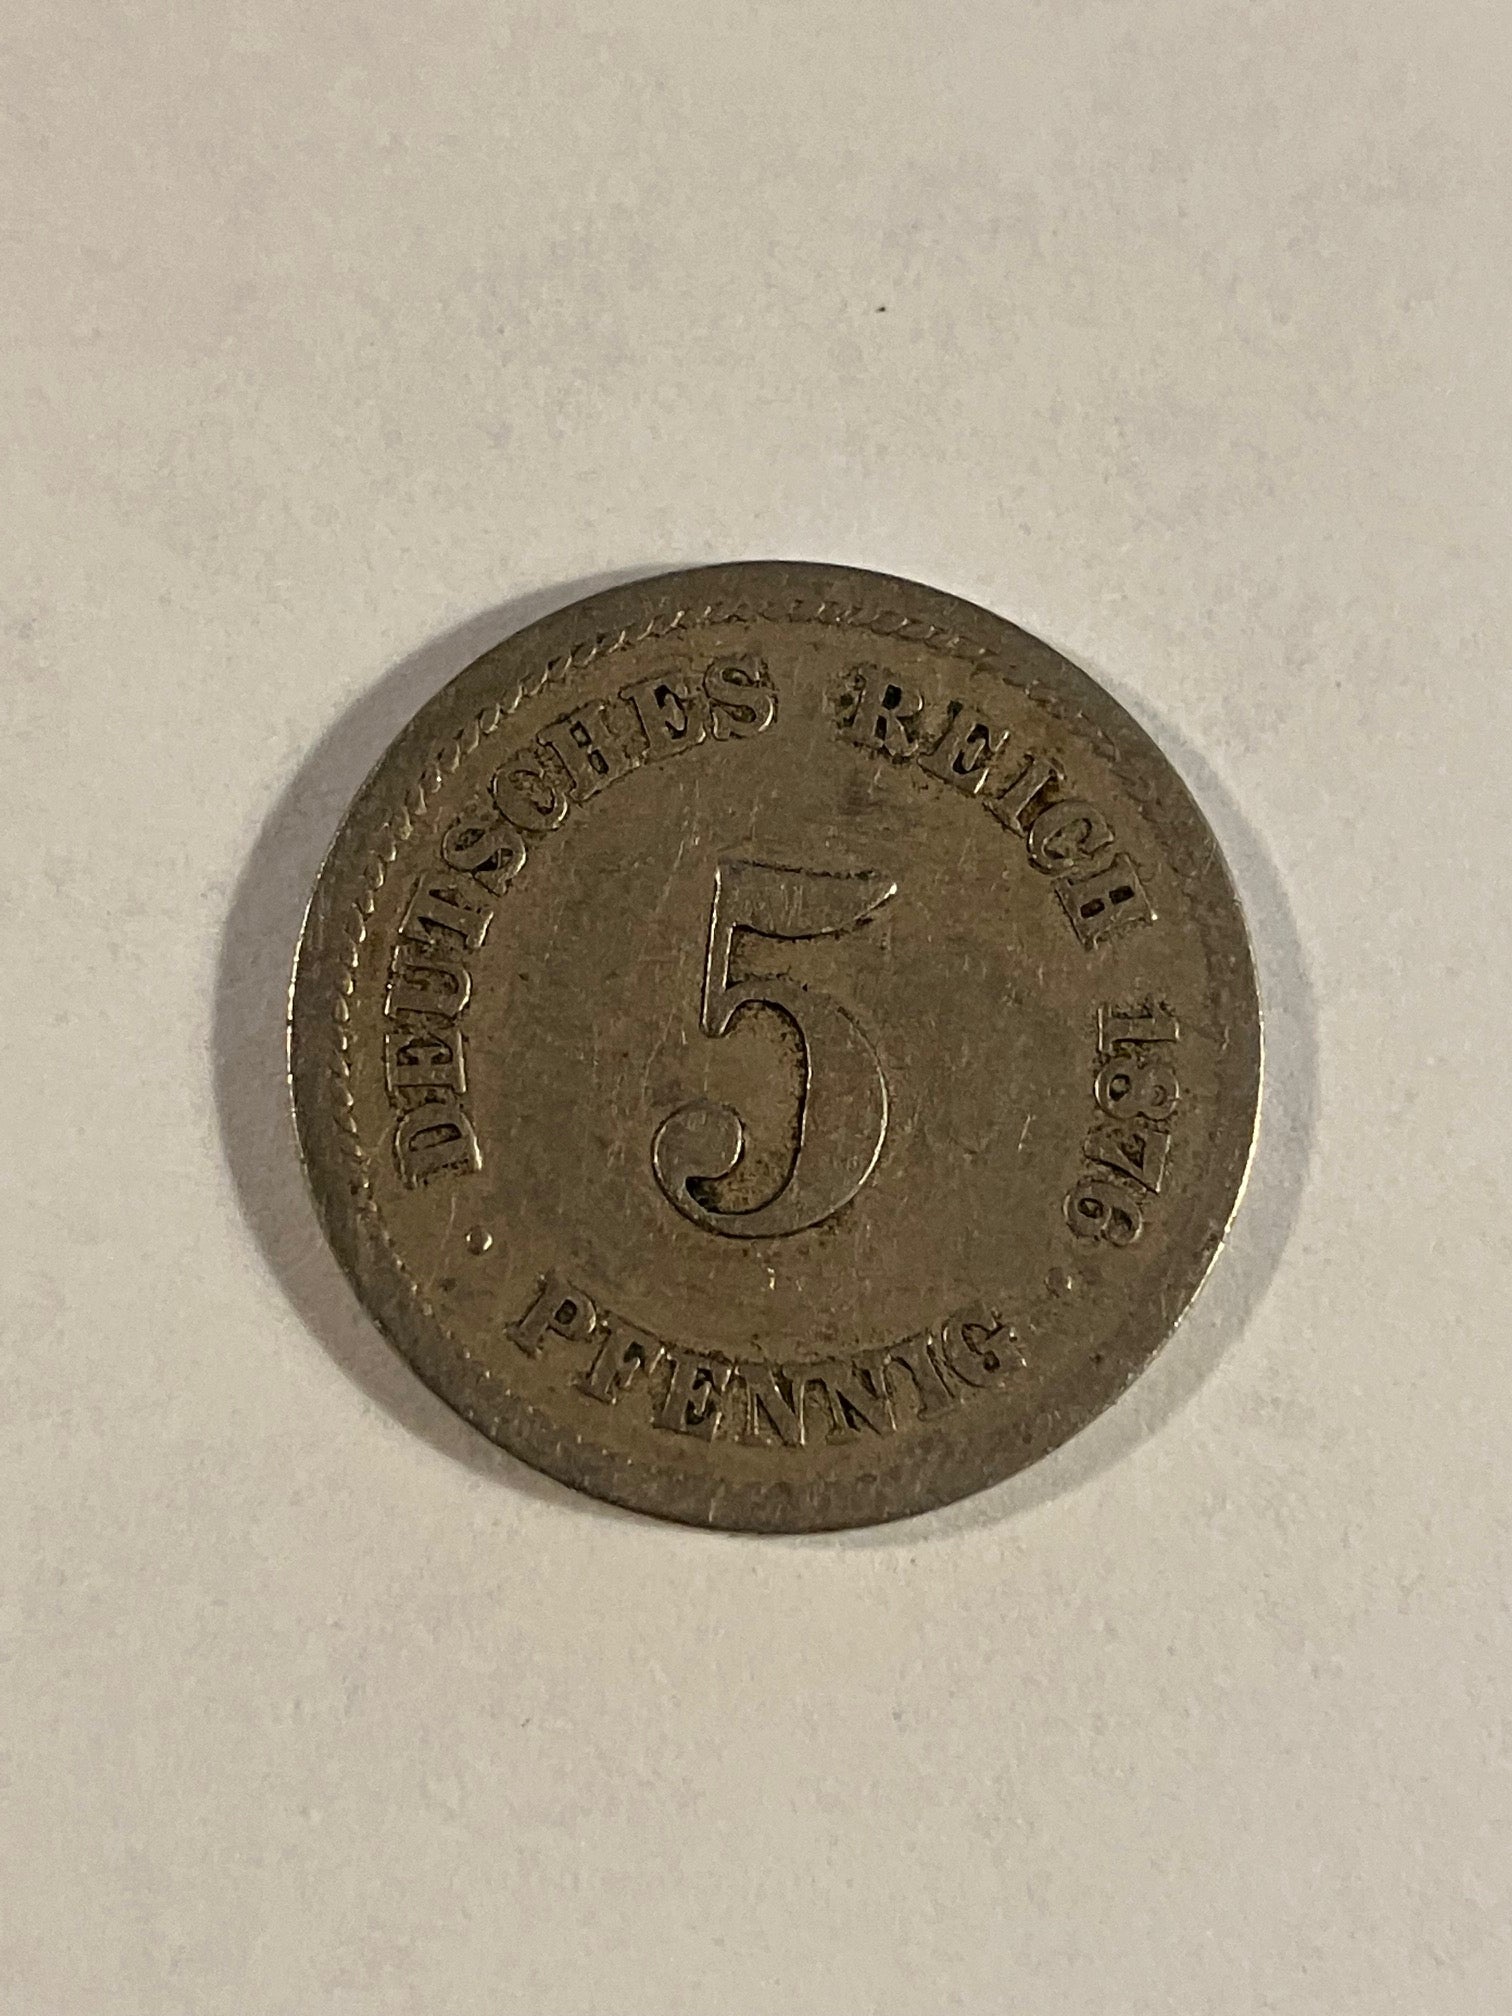 DEUTSCHES REICH 1876
5
PFENNIG